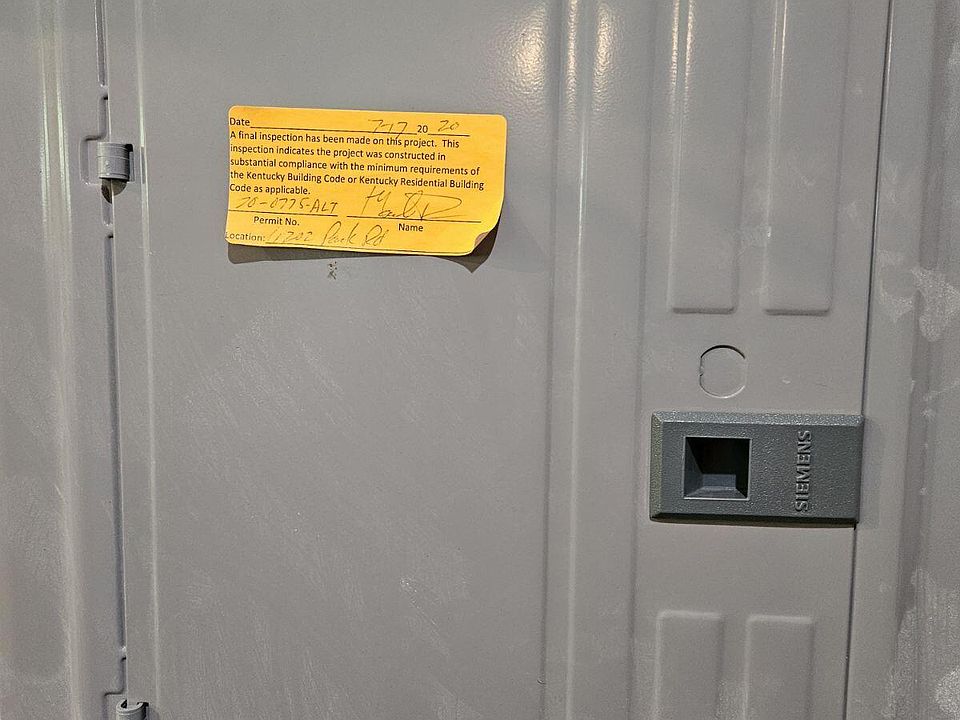 Date 7-17 20 20
A final inspection has been made on this project. This
inspection indicates the project was constructed in
substantial compliance with the minimum requirements of
the Kentucky Building Code or Kentucky Residential Building
Code as applicable.
20-0775-ALT
Permit No. Name
Location: Park Rd
SIEMENS